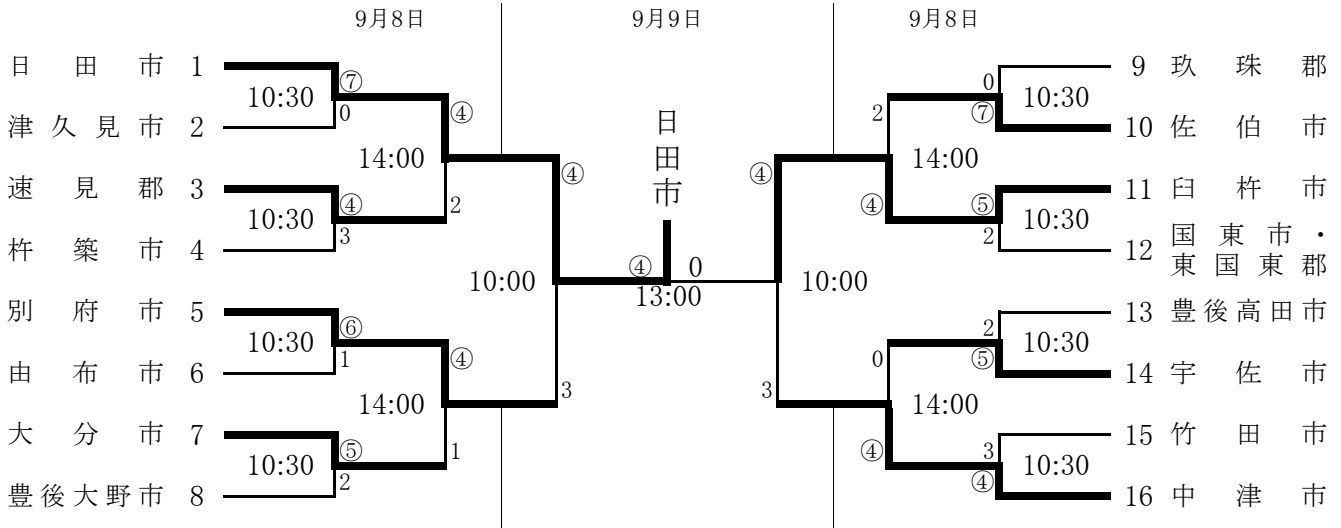 9月8日 9月9日 9月8日
日田市 1 10:30 ⑦ 0 9 玖珠郡
津久見市 2 0 ④ 14:00 日田市 2 ⑦ 10:30 10 佐伯市
速見郡 3 10:30 ④ 2 ④ ④ 14:00 ④ ⑤ 11 臼杵市
杵築市 4 3 2 10:30 12 国東市・
東国東郡
10:00 ④ 0 10:00
13:00
別府市 5 10:30 ⑥ 2 13 豊後高田市
由布市 6 1 ④ 0 ⑤ 10:30 14 宇佐市
14:00 3 3 14:00
大分市 7 10:30 ⑤ 1 ④ 3 15 竹田市
豊後大野市 8 2 ④ 10:30 16 中津市